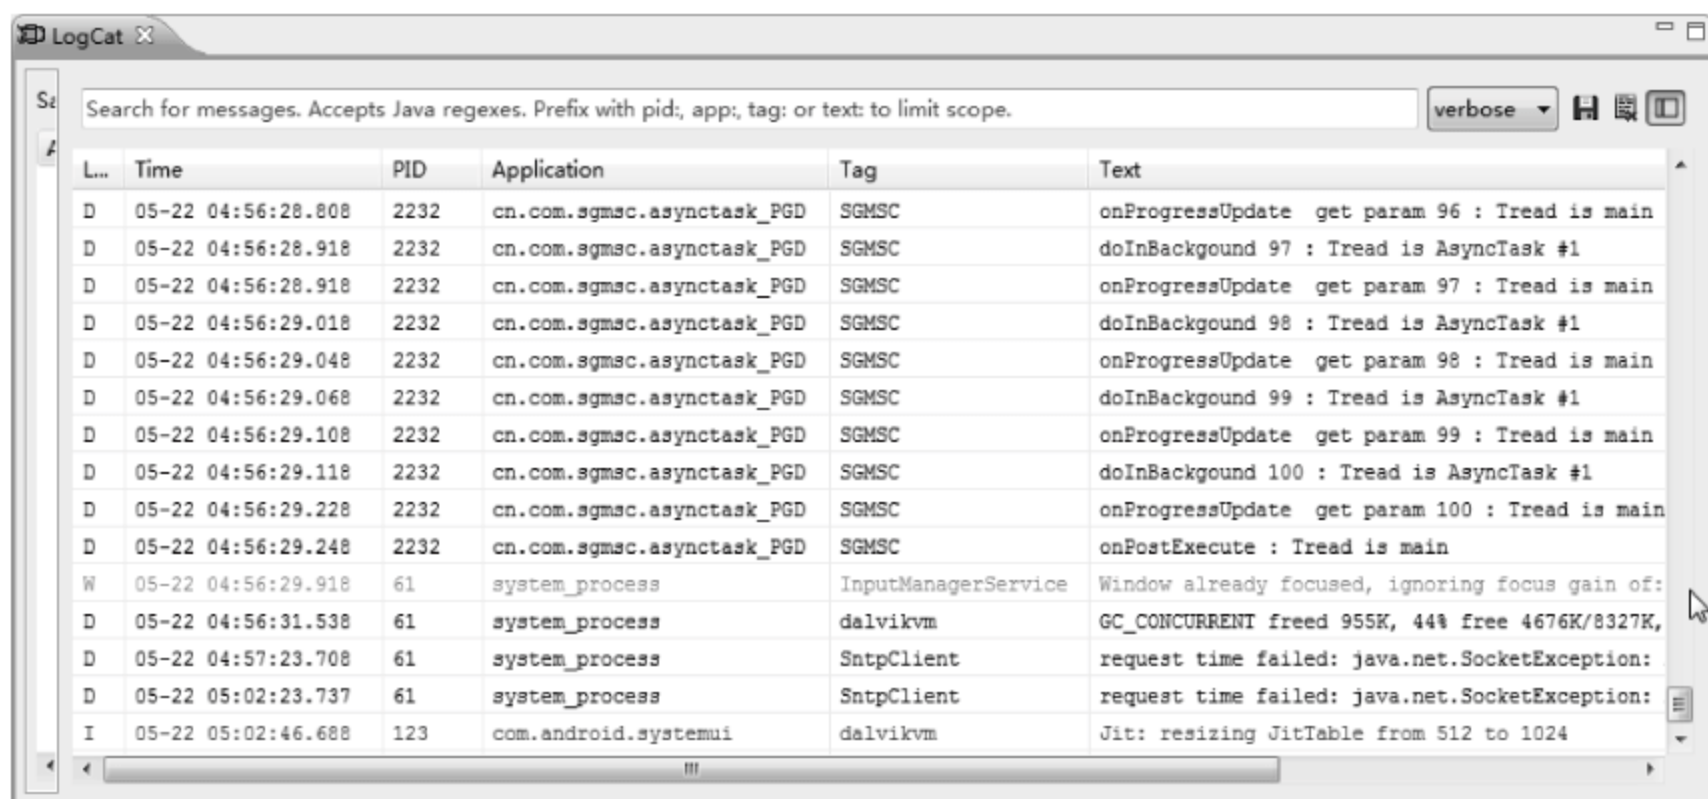 LogCat
Sa
Search for messages. Accepts Java regexes. Prefix with pid:, app:, tag: or text: to limit scope.
verbose
A
L... Time PID Application Tag Text
D 05-22 04:56:28.808 2232 cn.com.sgmsc.asynctask_PGD SGMSC onProgressUpdate get param 96 : Tread is main
D 05-22 04:56:28.918 2232 cn.com.sgmsc.asynctask_PGD SGMSC doInBackgound 97 : Tread is AsyncTask #1
D 05-22 04:56:28.918 2232 cn.com.sgmsc.asynctask_PGD SGMSC onProgressUpdate get param 97 : Tread is main
D 05-22 04:56:29.018 2232 cn.com.sgmsc.asynctask_PGD SGMSC doInBackgound 98 : Tread is AsyncTask #1
D 05-22 04:56:29.048 2232 cn.com.sgmsc.asynctask_PGD SGMSC onProgressUpdate get param 98 : Tread is main
D 05-22 04:56:29.068 2232 cn.com.sgmsc.asynctask_PGD SGMSC doInBackgound 99 : Tread is AsyncTask #1
D 05-22 04:56:29.108 2232 cn.com.sgmsc.asynctask_PGD SGMSC onProgressUpdate get param 99 : Tread is main
D 05-22 04:56:29.118 2232 cn.com.sgmsc.asynctask_PGD SGMSC doInBackgound 100 : Tread is AsyncTask #1
D 05-22 04:56:29.228 2232 cn.com.sgmsc.asynctask_PGD SGMSC onProgressUpdate get param 100 : Tread is main
D 05-22 04:56:29.248 2232 cn.com.sgmsc.asynctask_PGD SGMSC onPostExecute : Tread is main
W 05-22 04:56:29.918 61 system_process InputManagerService Window already focused, ignoring focus gain of:
D 05-22 04:56:31.538 61 system_process dalvikvm GC_CONCURRENT freed 955K, 44% free 4676K/8327K,
D 05-22 04:57:23.708 61 system_process SntpClient request time failed: java.net.SocketException:
D 05-22 05:02:23.737 61 system_process SntpClient request time failed: java.net.SocketException:
I 05-22 05:02:46.688 123 com.android.systemui dalvikvm Jit: resizing JitTable from 512 to 1024